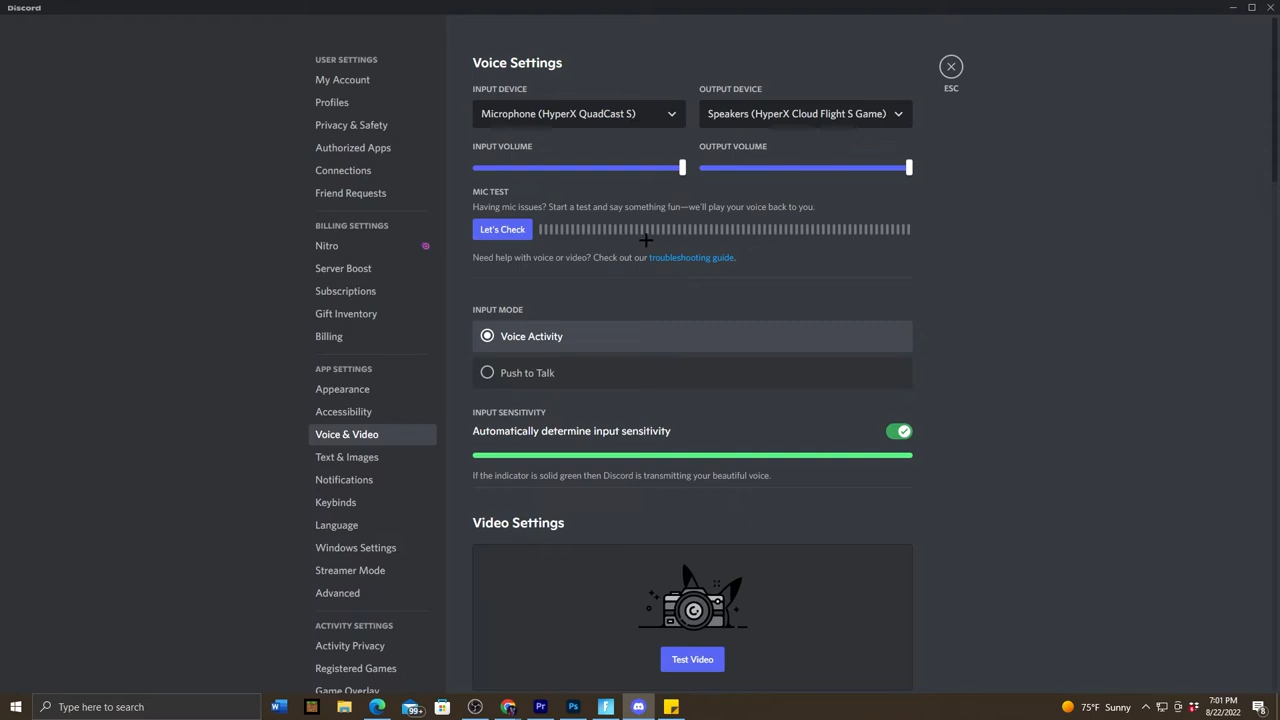 Discord
USER SETTINGS
My Account
Profiles
Privacy & Safety
Authorized Apps
Connections
Friend Requests
BILLING SETTINGS
Nitro
Server Boost
Subscriptions
Gift Inventory
Billing
APP SETTINGS
Appearance
Accessibility
Voice & Video
Text & Images
Notifications
Keybinds
Language
Windows Settings
Streamer Mode
Advanced
ACTIVITY SETTINGS
Activity Privacy
Registered Games
Game Overlay
Voice Settings
INPUT DEVICE
Microphone (HyperX QuadCast S)
OUTPUT DEVICE
Speakers (HyperX Cloud Flight S Game)
INPUT VOLUME
OUTPUT VOLUME
MIC TEST
Having mic issues? Start a test and say something fun—we'll play your voice back to you.
Let's Check
Need help with voice or video? Check out our troubleshooting guide.
INPUT MODE
Voice Activity
Push to Talk
INPUT SENSITIVITY
Automatically determine input sensitivity
If the indicator is solid green then Discord is transmitting your beautiful voice.
Video Settings
Test Video
ESC
Type here to search
99+
75°F Sunny
7:01 PM
8/22/2022